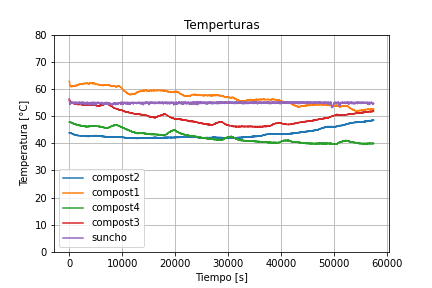 Temperturas
80
70
60
50
40
30
20
10
0
Temperatura [°C]
compost2
compost1
compost4
compost3
suncho
0 10000 20000 30000 40000 50000 60000
Tiempo [s]